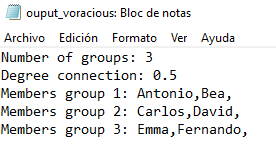 ouput_voracious: Bloc de notas
Archivo Edición Formato Ver Ayuda
Number of groups: 3
Degree connection: 0.5
Members group 1: Antonio,Bea,
Members group 2: Carlos,David,
Members group 3: Emma,Fernando,